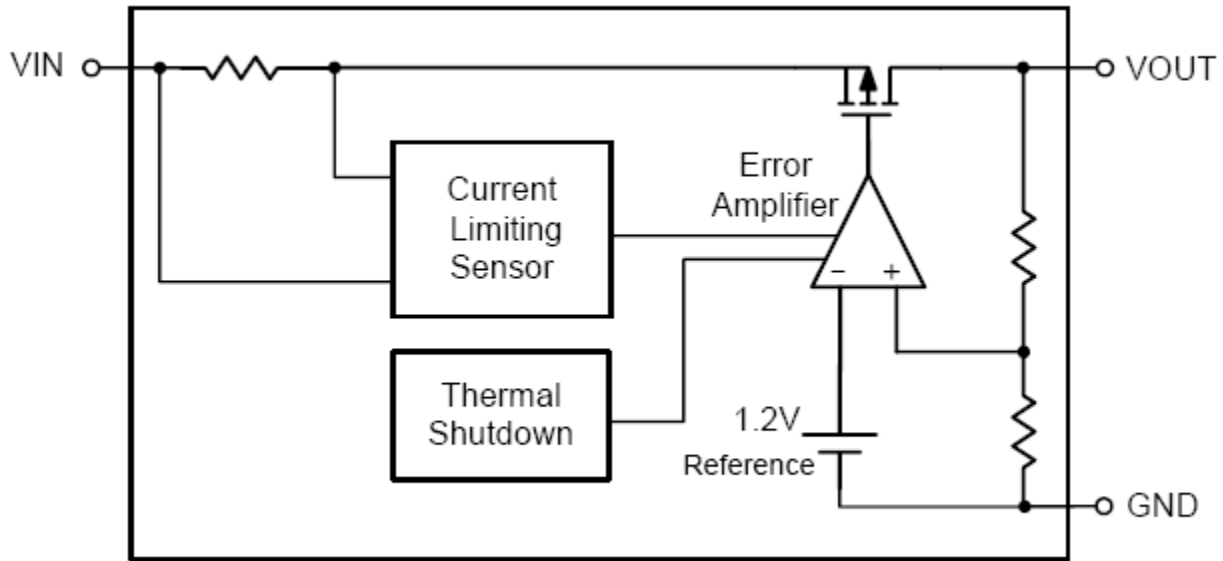 VIN
VOUT
Error
Amplifier
Current
Limiting
Sensor
− +
Thermal
Shutdown
1.2V
Reference
GND